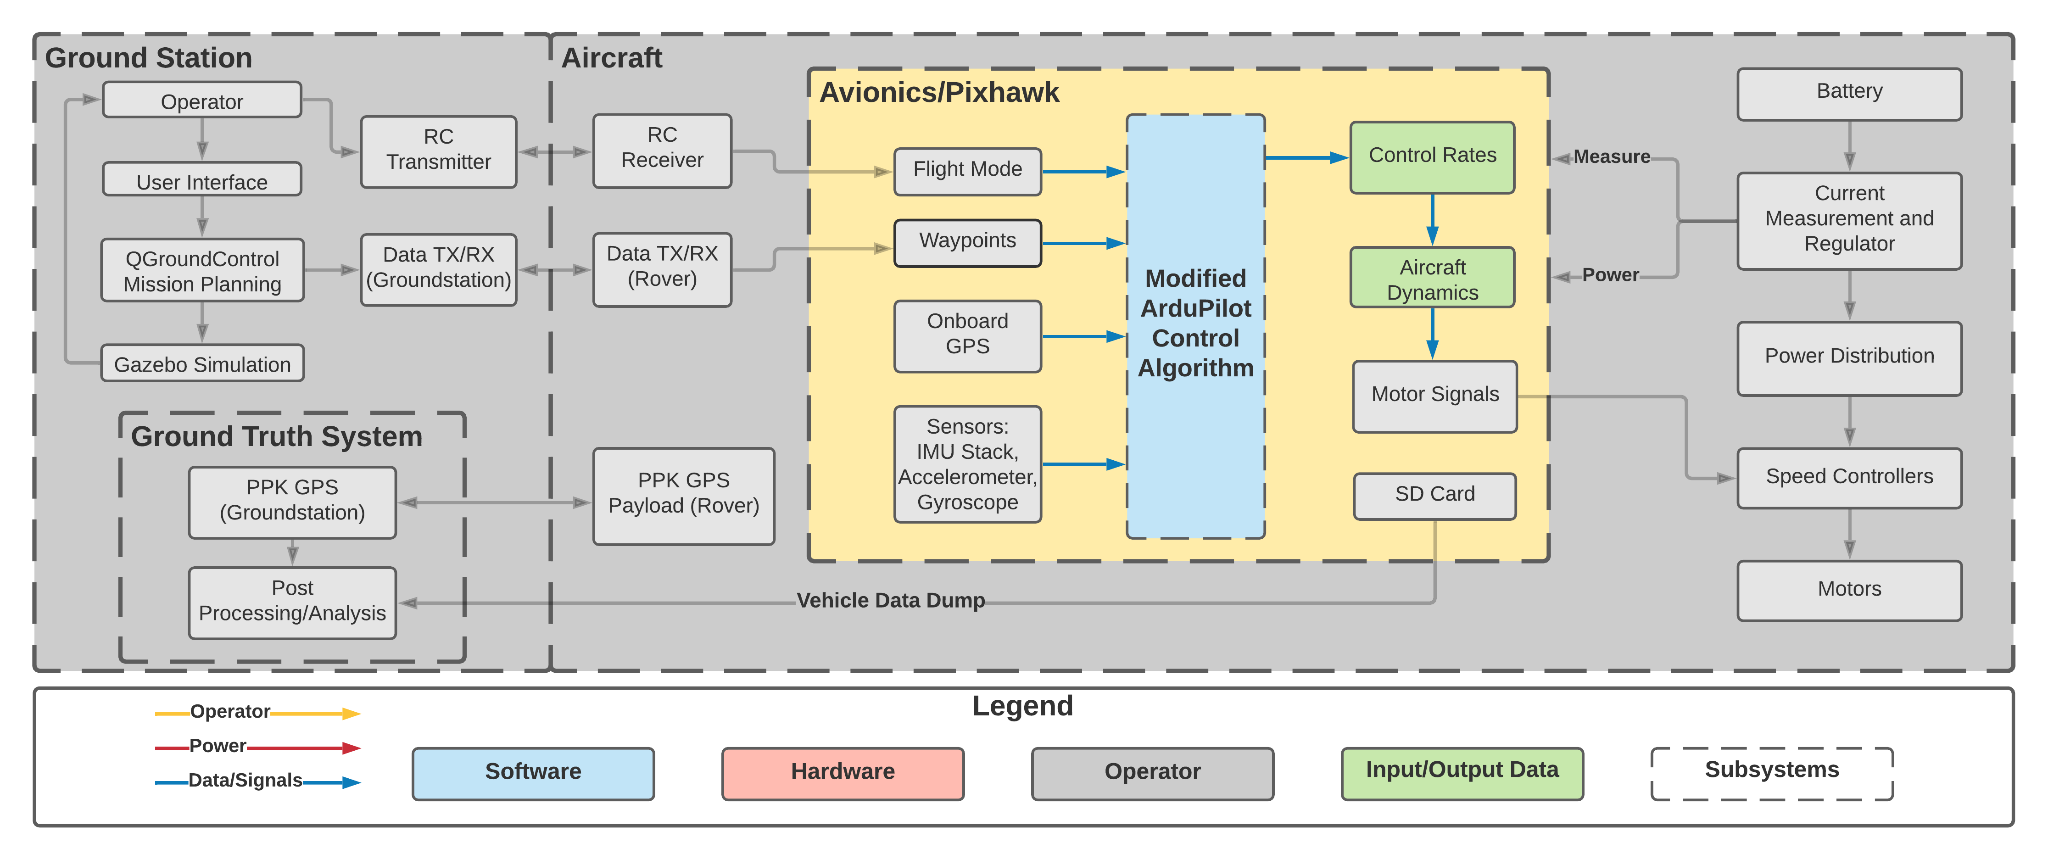 Ground Station
Operator
RC
Transmitter
User Interface
QGroundControl
Mission Planning
Data TX/RX
(Groundstation)
Gazebo Simulation
Ground Truth System
PPK GPS
(Groundstation)
Post
Processing/Analysis
Aircraft
RC
Receiver
Data TX/RX
(Rover)
PPK GPS
Payload (Rover)
Vehicle Data Dump
Avionics/Pixhawk
Flight Mode
Waypoints
Onboard
GPS
Sensors:
IMU Stack,
Accelerometer,
Gyroscope
Modified
ArduPilot
Control
Algorithm
Control Rates
Aircraft
Dynamics
Motor Signals
SD Card
Measure
Power
Battery
Current
Measurement and
Regulator
Power Distribution
Speed Controllers
Motors
Legend
Operator
Power
Data/Signals
Software
Hardware
Operator
Input/Output Data
Subsystems